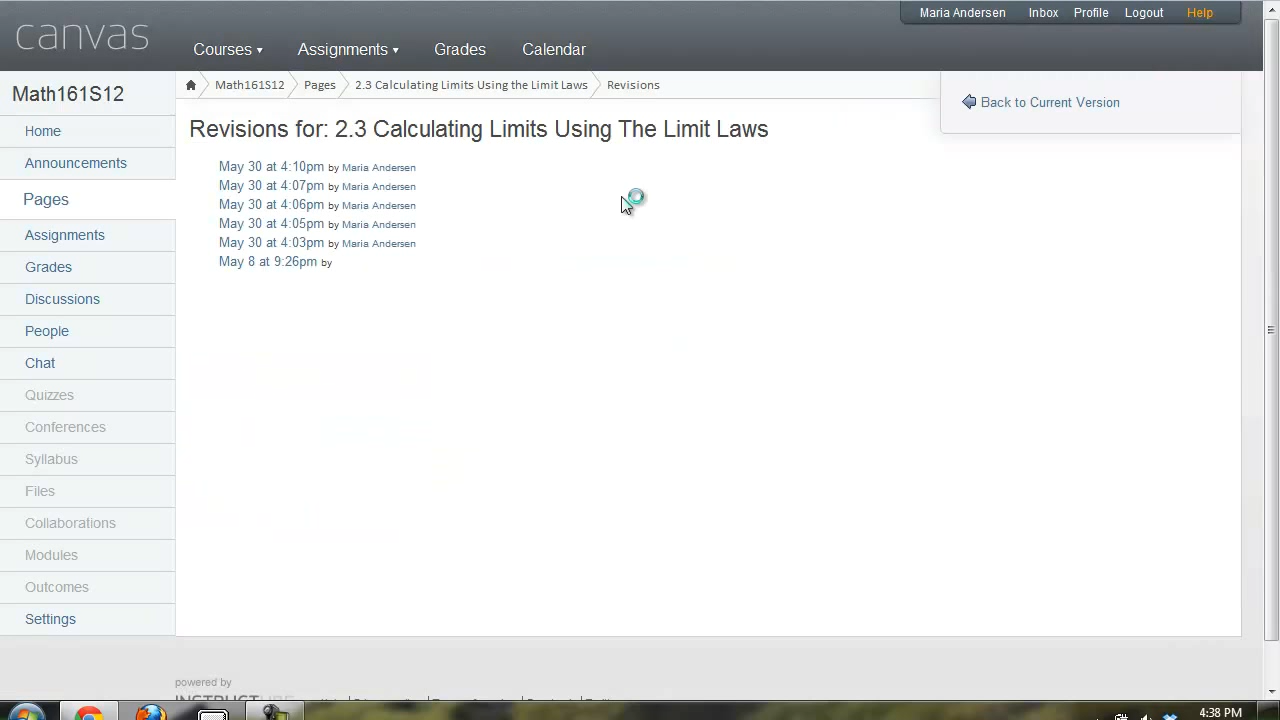 Maria Andersen Inbox Profile Logout Help
canvas
Courses ▾ Assignments ▾ Grades Calendar
Math161S12 Pages 2.3 Calculating Limits Using the Limit Laws Revisions
Math161S12
Back to Current Version
Revisions for: 2.3 Calculating Limits Using The Limit Laws
Home
Announcements
Pages
Assignments
Grades
Discussions
People
Chat
Quizzes
Conferences
Syllabus
Files
Collaborations
Modules
Outcomes
Settings
May 30 at 4:10pm by Maria Andersen
May 30 at 4:07pm by Maria Andersen
May 30 at 4:06pm by Maria Andersen
May 30 at 4:05pm by Maria Andersen
May 30 at 4:03pm by Maria Andersen
May 8 at 9:26pm by
powered by
INSTRUCTURE
4:38 PM